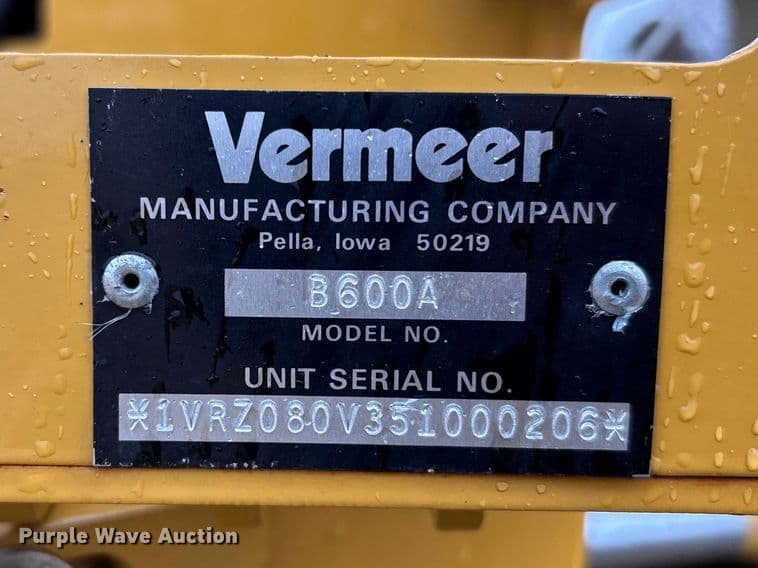 Vermeer
MANUFACTURING COMPANY
Pella, Iowa 50219
B600A
MODEL NO.
UNIT SERIAL NO.
*1VRZ080V351000206*
Purple Wave Auction